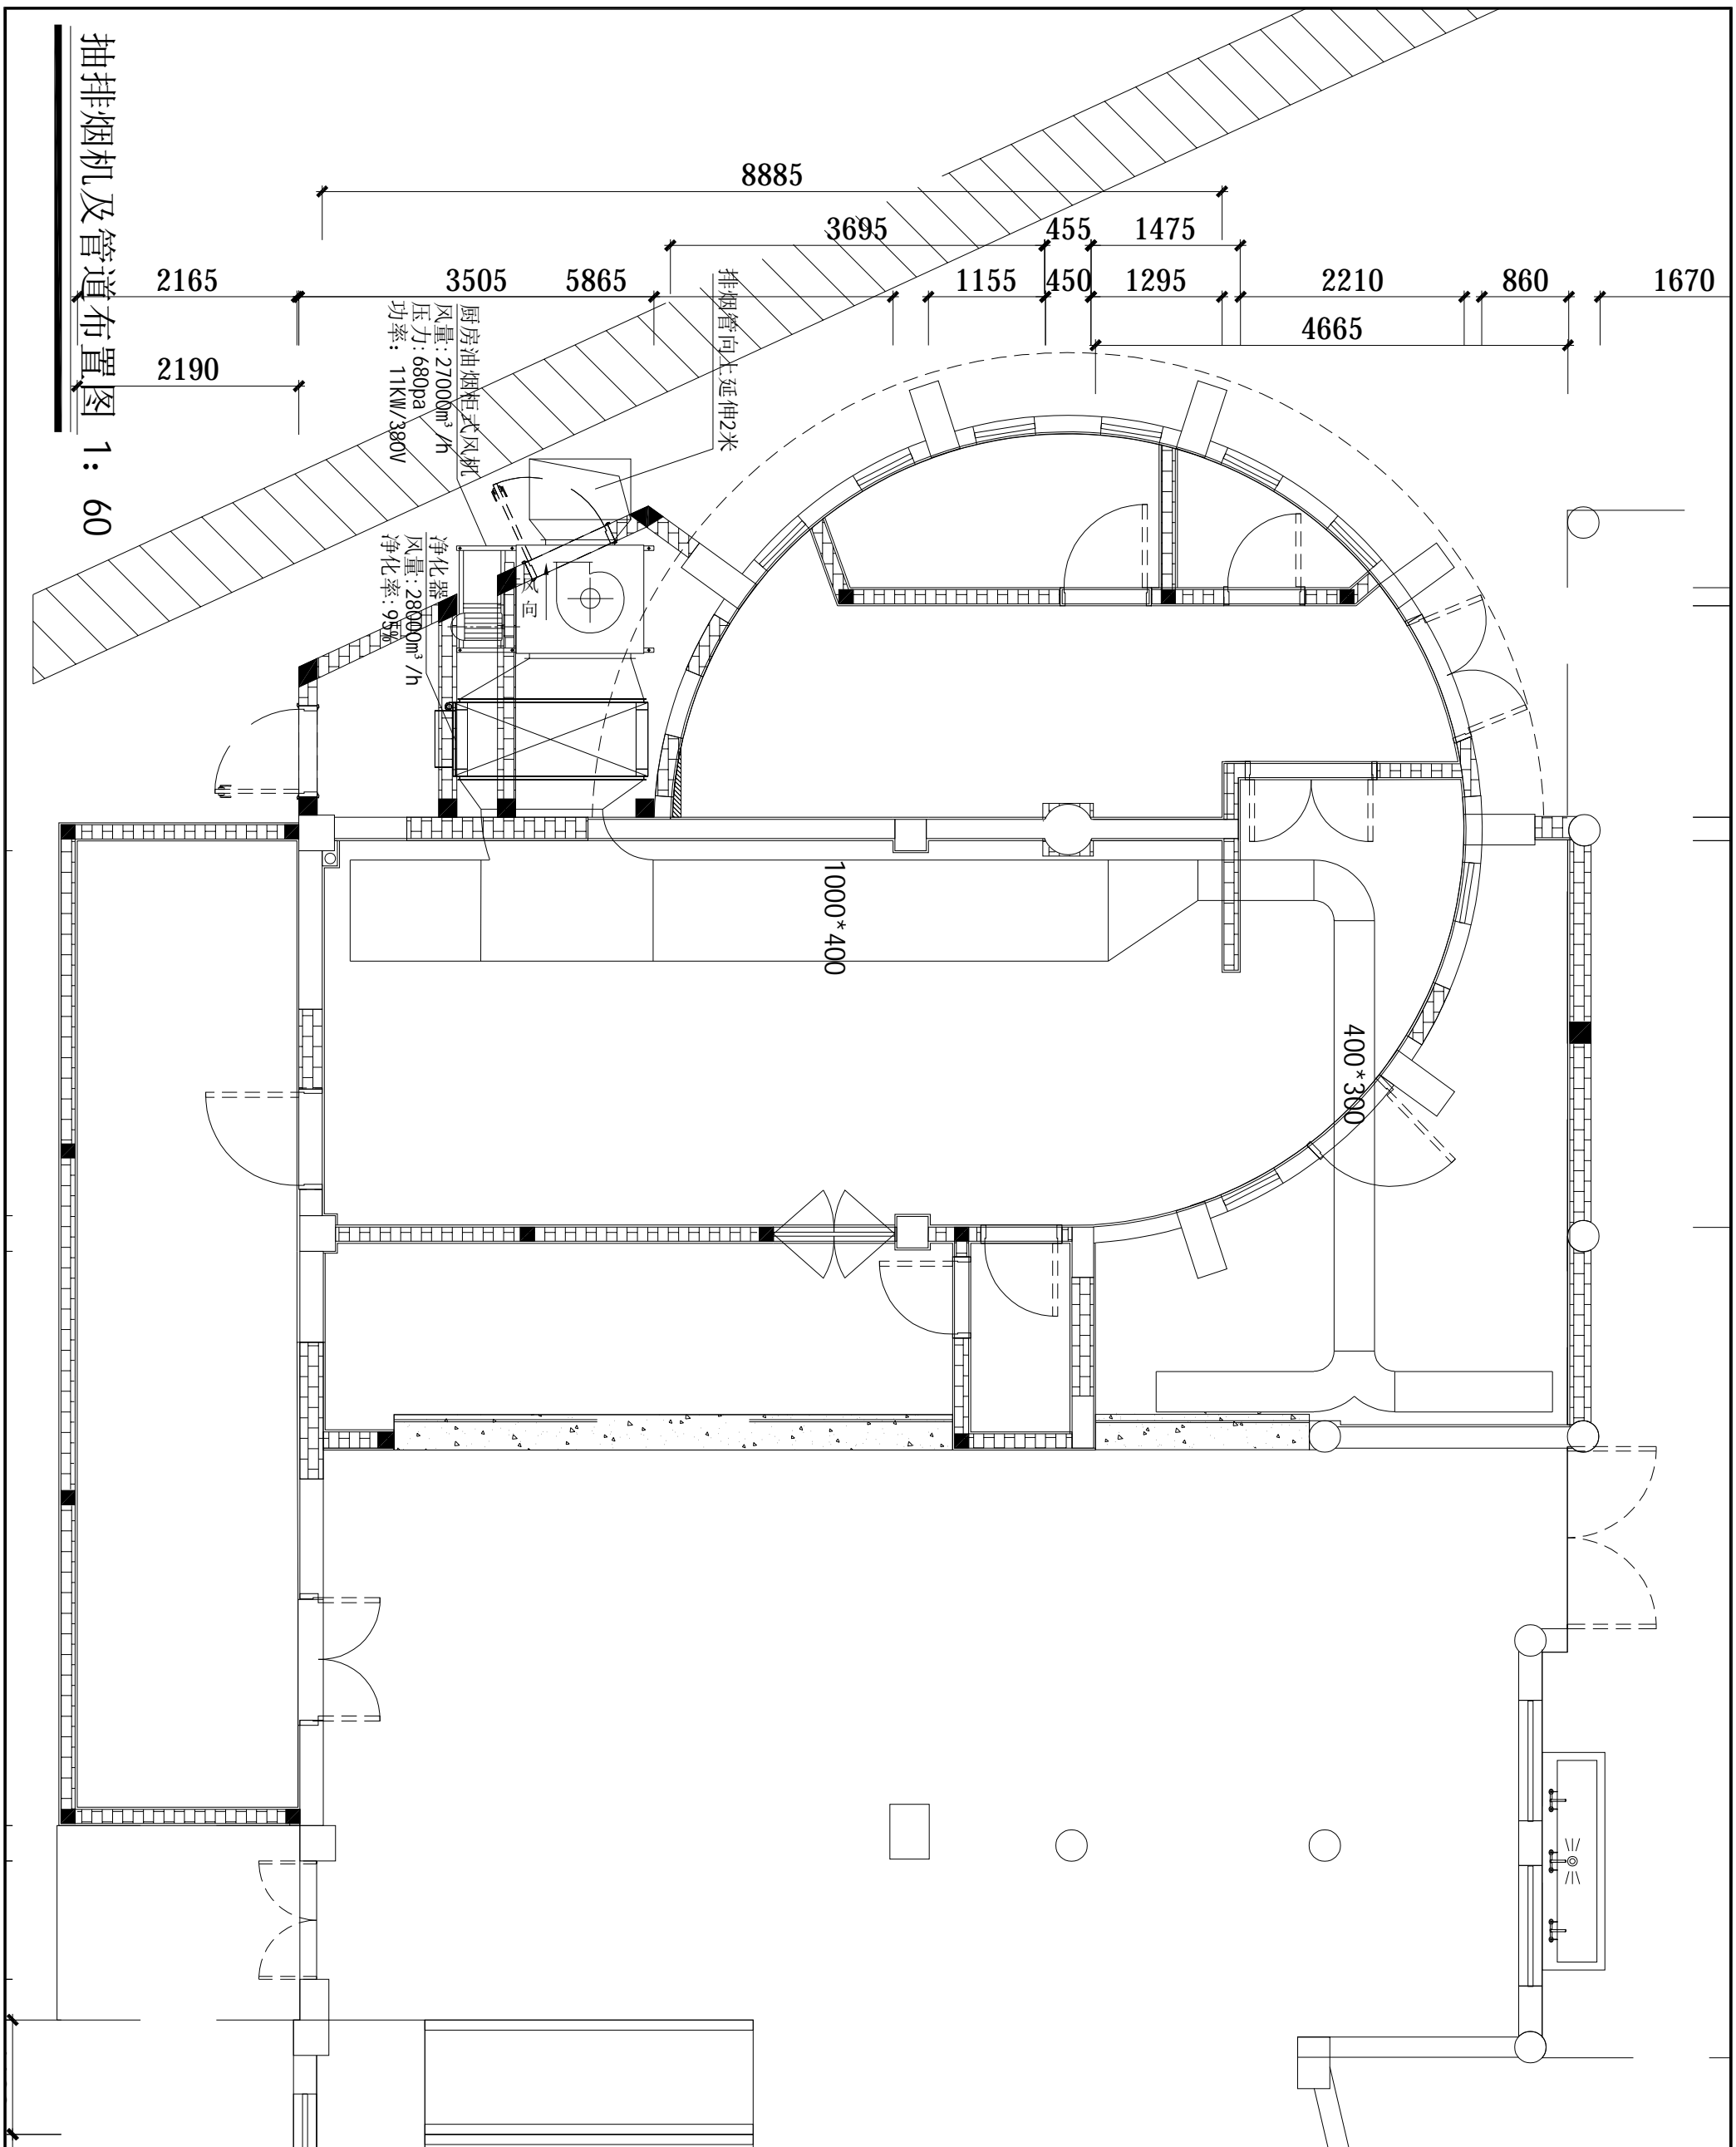 抽排烟机及管道布置图 1: 60
8885
3695
455
1475
2165
3505
5865
1155
450
1295
2210
860
1670
4665
2190
排烟管向上延伸2米
厨房油烟柜式风机
风量:27000m³/h
压力:680pa
功率: 11KW/380V
净化器
风量:28000m³/h
净化率:95%
风向
1000*400
400*300